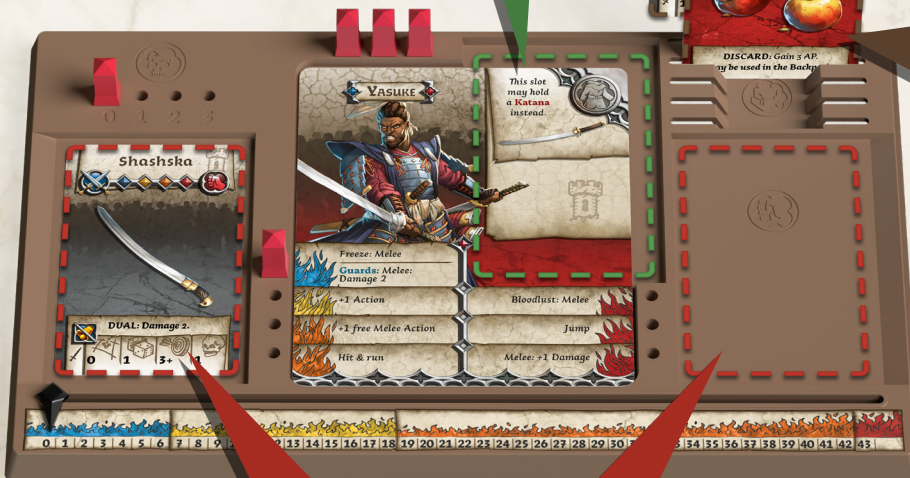 DISCARD: Gain 3 AP.
ay be used in the Backp
0 1 2 3
Shashska
DUAL: Damage 2.
0 1 3+ 1
YASUKE
This slot
may hold
a Katana
instead.
Freeze: Melee
Guards: Melee:
Damage 2
+1 Action
+1 free Melee Action
Hit & run
Bloodlust: Melee
Jump
Melee: +1 Damage
0 1 2 3 4 5 6 7 8 9 13 14 15 16 17 18 19 20 21 22 23 24 25 26 27 28 29 30 35 36 37 38 39 40 41 42 43